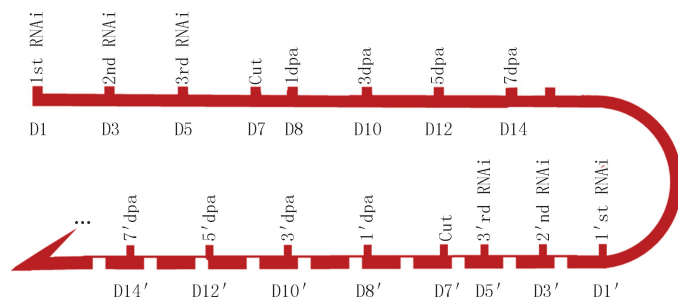 1st RNAi 2nd RNAi 3rd RNAi Cut 1dpa 3dpa 5dpa 7dpa
D1 D3 D5 D7 D8 D10 D12 D14
... 7'dpa 5'dpa 3'dpa 1'dpa Cut 3'rd RNAi 2'nd RNAi 1'st RNAi
D14' D12' D10' D8' D7' D5' D3' D1'